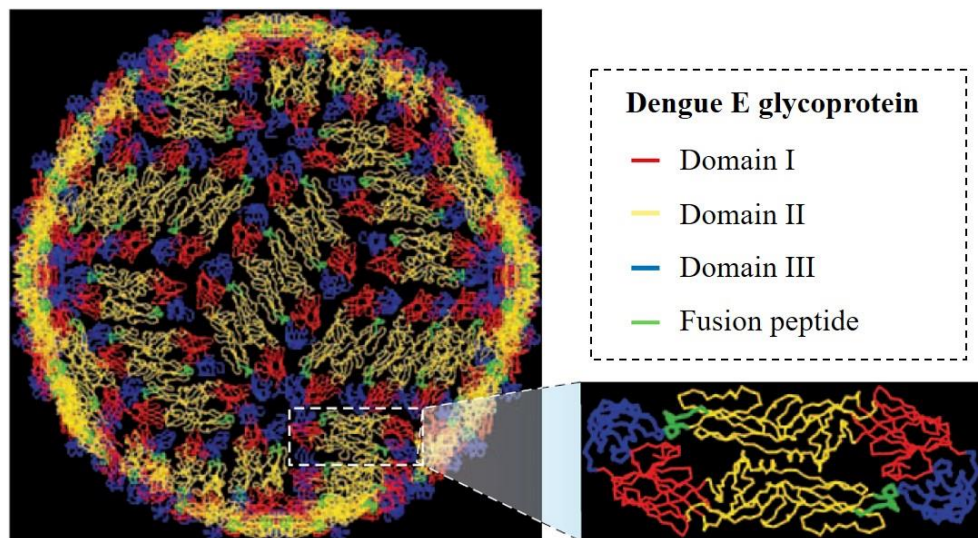 Dengue E glycoprotein
Domain I
Domain II
Domain III
Fusion peptide